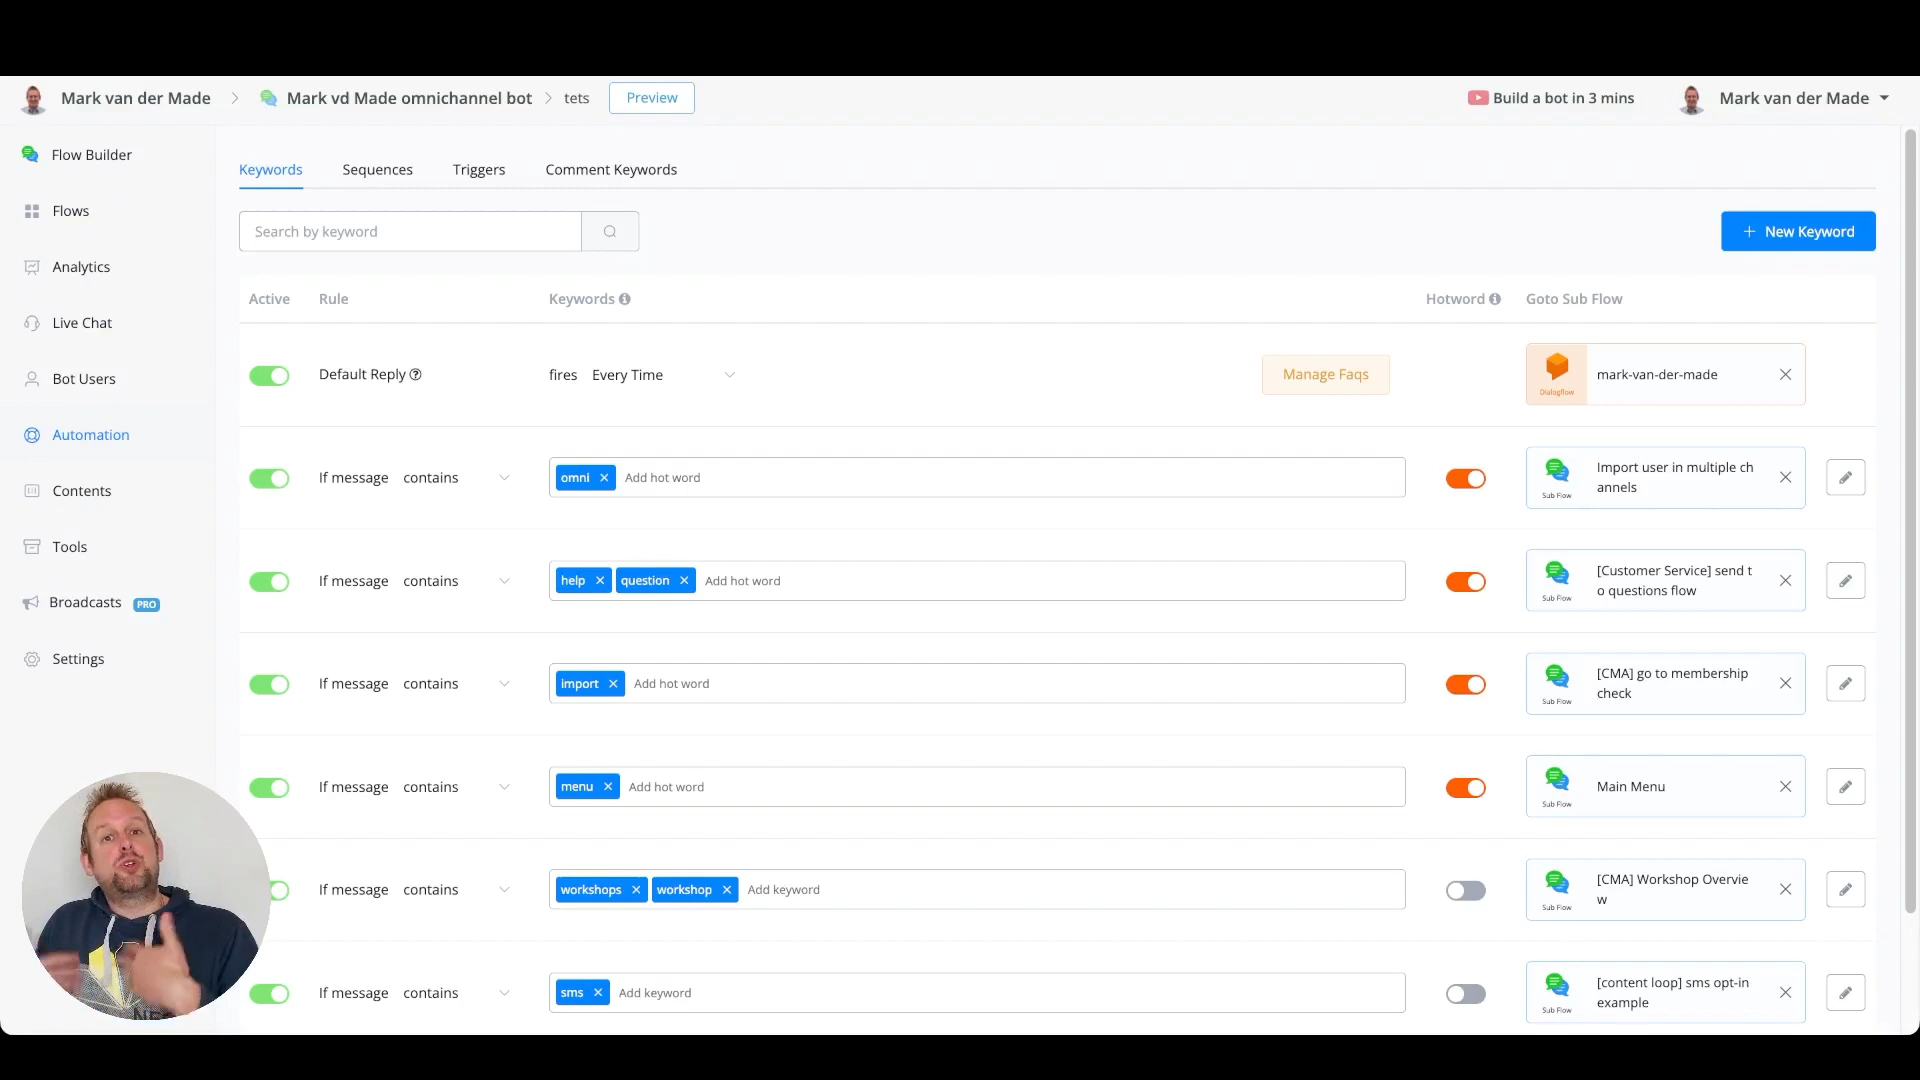 Mark van der Made
Mark vd Made omnichannel bot
tets
Preview
Build a bot in 3 mins
Mark van der Made
Flow Builder
Flows
Analytics
Live Chat
Bot Users
Automation
Contents
Tools
Broadcasts PRO
Settings
Keywords
Sequences
Triggers
Comment Keywords
Search by keyword
New Keyword
Active
Rule
Keywords
Hotword
Goto Sub Flow
Default Reply
fires Every Time
Manage Faqs
Dialogflow
mark-van-der-made
If message contains
omni
Add hot word
Sub Flow
Import user in multiple ch
annels
If message contains
help
question
Add hot word
Sub Flow
[Customer Service] send t
o questions flow
If message contains
import
Add hot word
Sub Flow
[CMA] go to membership
check
If message contains
menu
Add hot word
Sub Flow
Main Menu
If message contains
workshops
workshop
Add keyword
Sub Flow
[CMA] Workshop Overvie
w
If message contains
sms
Add keyword
Sub Flow
[content loop] sms opt-in
example